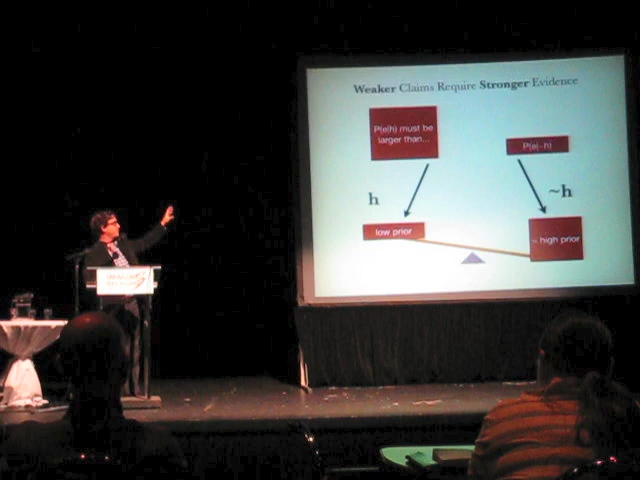 Weaker Claims Require Stronger Evidence
P(e|h) must be
larger than...
P(e|~h)
h
~h
low prior
~ high prior